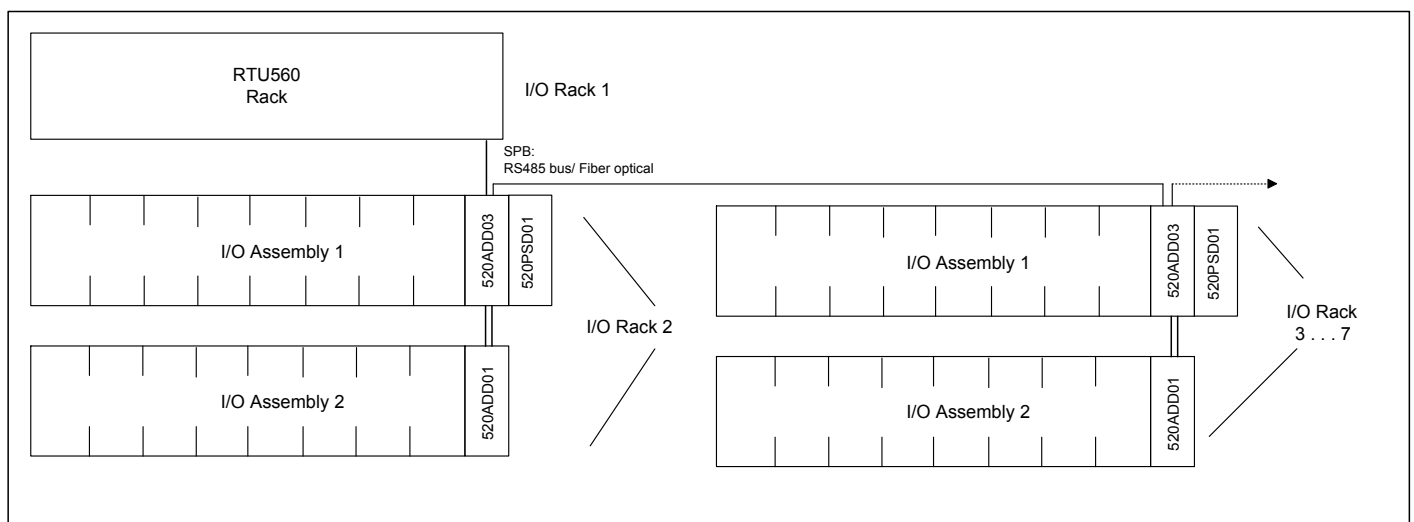 RTU560
Rack
I/O Rack 1
SPB:
RS485 bus/ Fiber optical
I/O Assembly 1
520ADD03
520PSD01
I/O Assembly 1
520ADD03
520PSD01
I/O Rack 2
I/O Rack
3 . . . 7
I/O Assembly 2
520ADD01
I/O Assembly 2
520ADD01